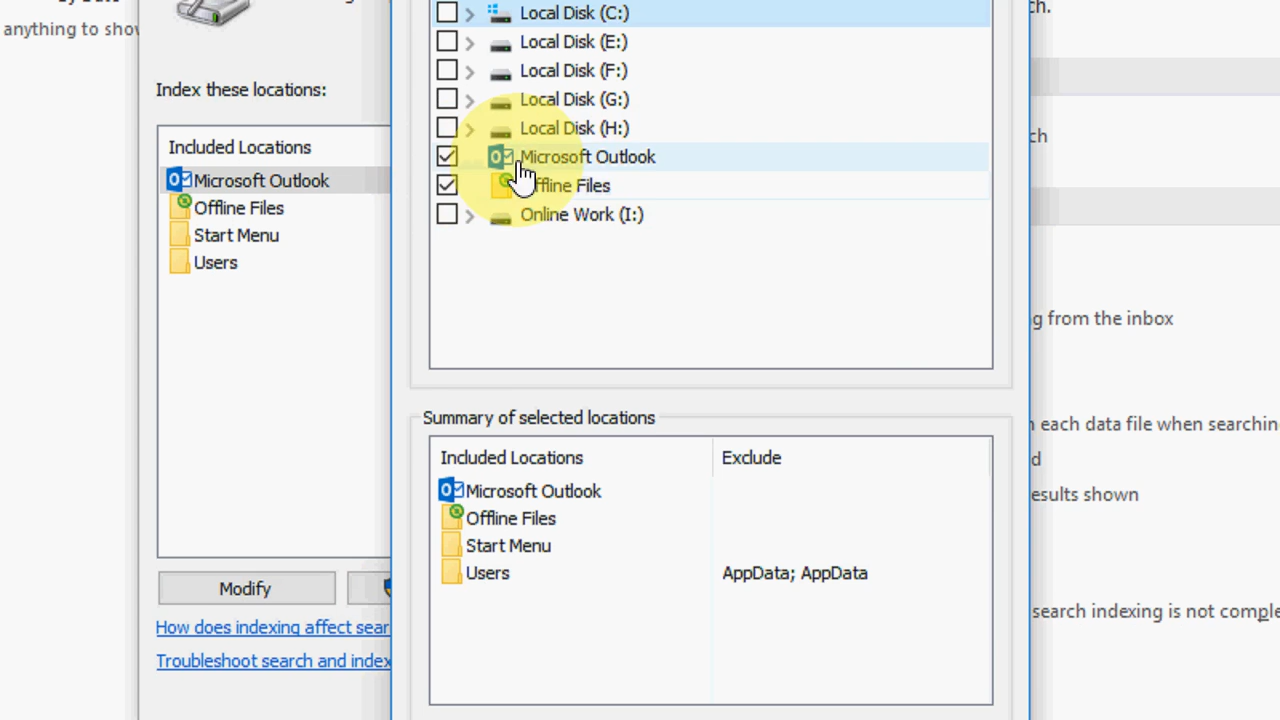 anything to show
Index these locations:
Included Locations
Microsoft Outlook
Offline Files
Start Menu
Users
Modify
How does indexing affect sear
Troubleshoot search and index
Local Disk (C:)
Local Disk (E:)
Local Disk (F:)
Local Disk (G:)
Local Disk (H:)
Microsoft Outlook
ffline Files
Online Work (I:)
Summary of selected locations
Included Locations Exclude
Microsoft Outlook
Offline Files
Start Menu
Users AppData; AppData
ch.
ch
g from the inbox
each data file when searchin
d
esults shown
search indexing is not comple